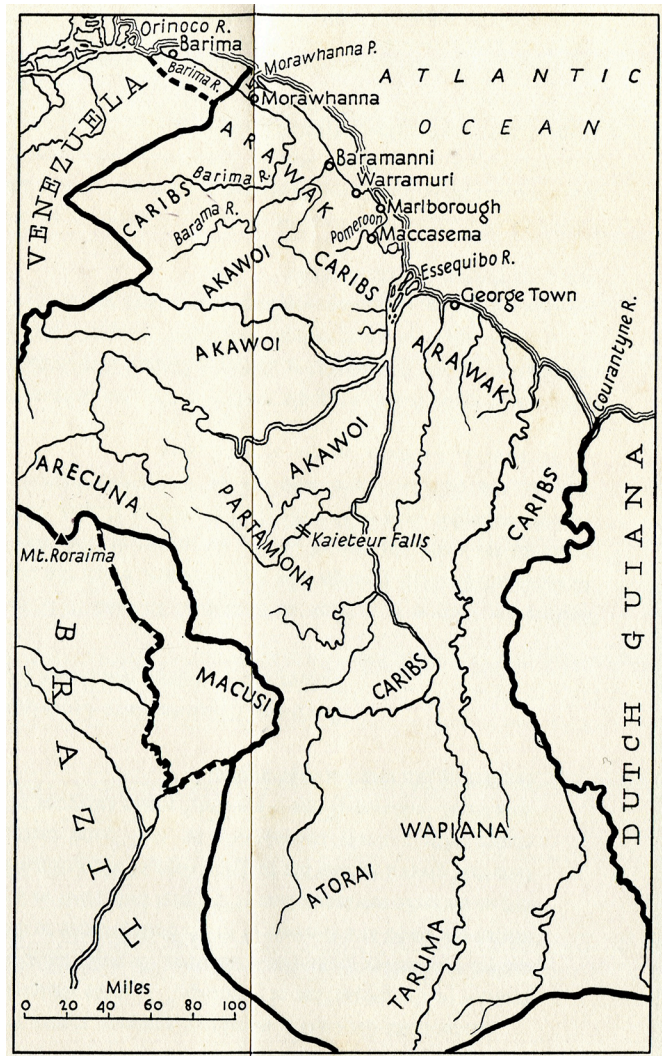 Orinoco R.
Barima
Morawhanna P.
Barima R.
ATLANTIC
OCEAN
Morawhanna
VENEZUELA
ARAWAK
Baramanni
Barima R.
Warramuri
CARIBS
Marlborough
Barama R.
Pomeroon
Maccasema
AKAWOI
CARIBS
Essequibo R.
George Town
Courantyne R.
AKAWOI
ARAWAK
AKAWOI
ARECUNA
CARIBS
PARTAMONA
Kaieteur Falls
Mt. Roraima
DUTCH GUIANA
BRAZIL
MACUSI
CARIBS
WAPIANA
ATORAI
TARUMA
Miles
0 20 40 60 80 100